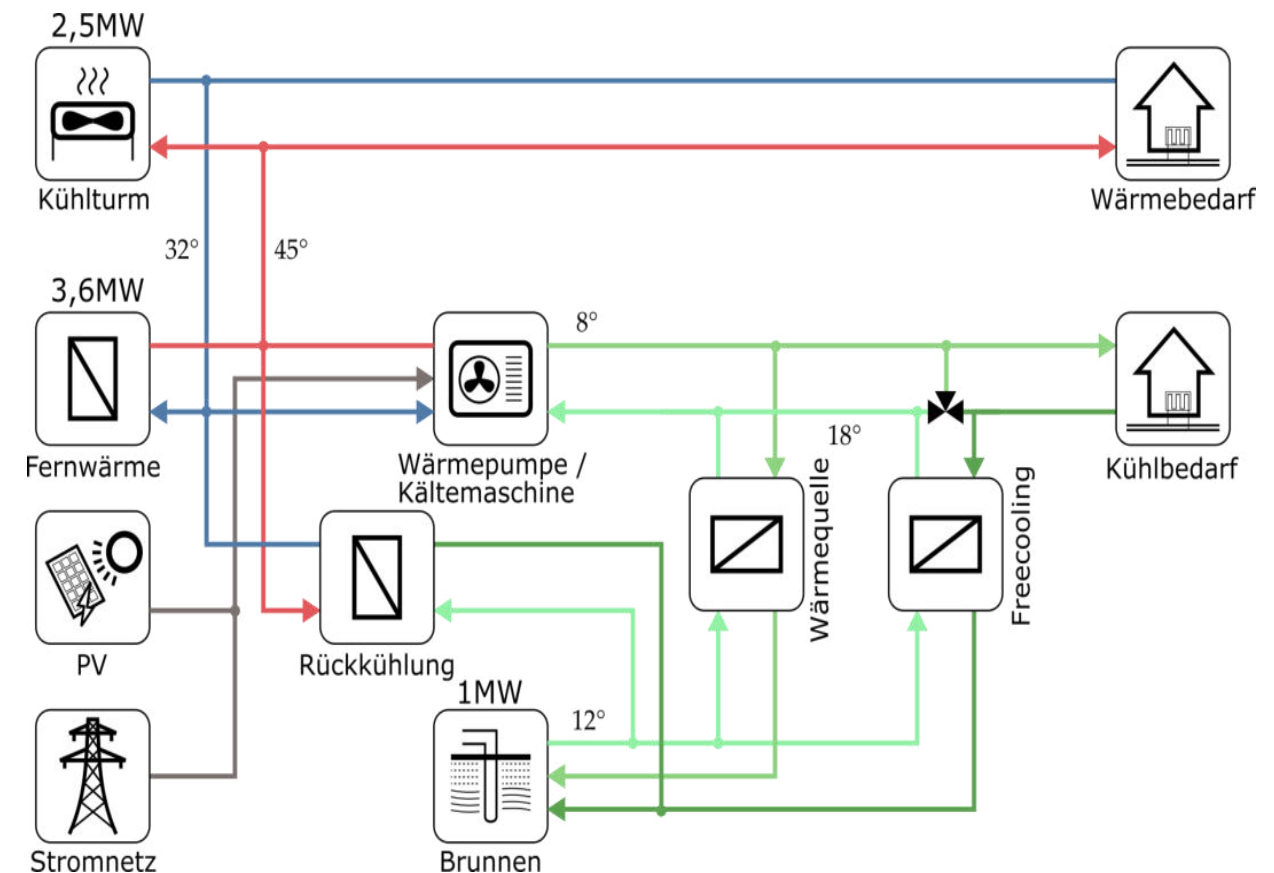 2,5MW
Kühlturm
Wärmebedarf
32°
45°
3,6MW
8°
18°
Fernwärme
Wärmepumpe /
Kältemaschine
Kühlbedarf
Wärmequelle
Freecooling
PV
Rückkühlung
1MW
12°
Stromnetz
Brunnen